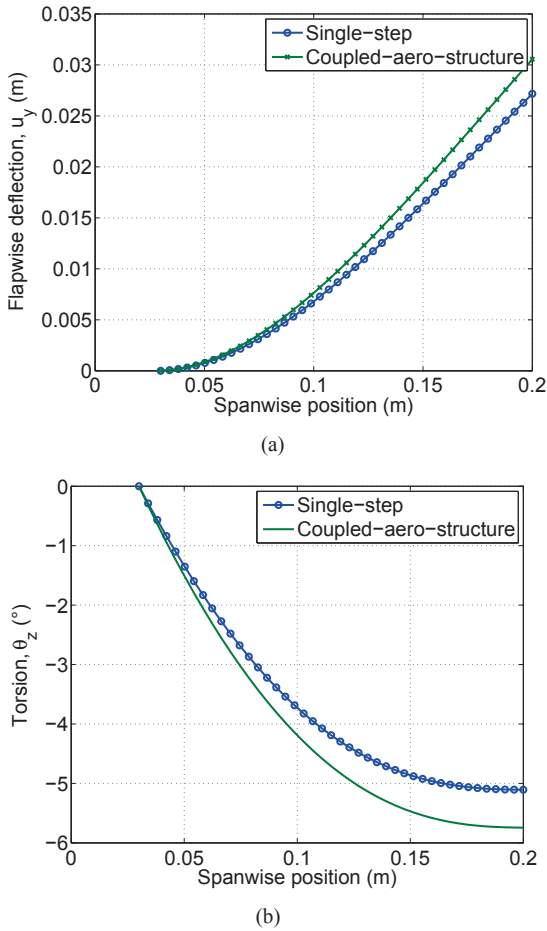 0.035
0.03
0.025
0.02
0.015
0.01
0.005
0
Flapwise deflection, u_y (m)
Single−step
Coupled−aero−structure
0 0.05 0.1 0.15 0.2
Spanwise position (m)
(a)
0
−1
−2
−3
−4
−5
−6
Torsion, θ_z (°)
Single−step
Coupled−aero−structure
0 0.05 0.1 0.15 0.2
Spanwise position (m)
(b)